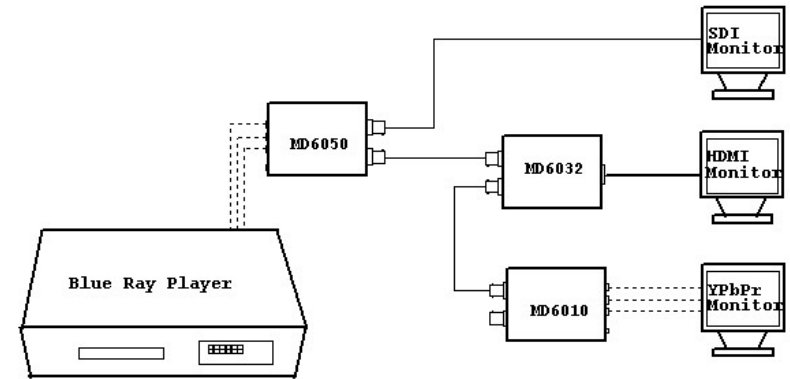 SDI
Monitor
MD6050
MD6032
HDMI
Monitor
Blue Ray Player
MD6010
YPbPr
Monitor